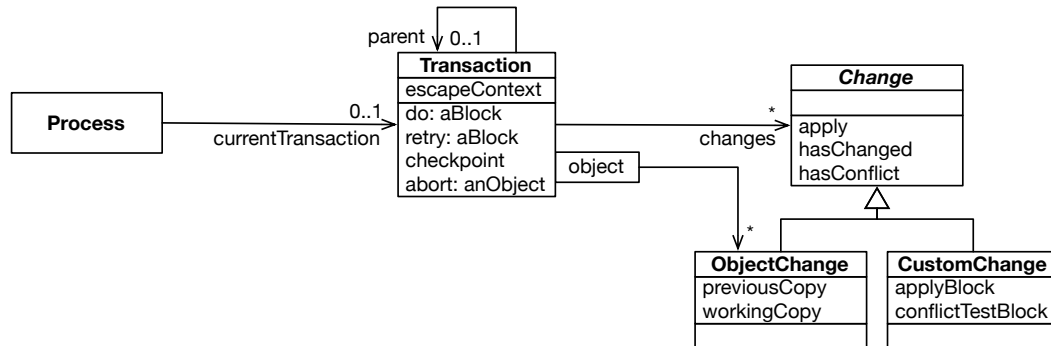 parent
0..1
Transaction
escapeContext
do: aBlock
retry: aBlock
checkpoint
abort: anObject
Process
0..1
currentTransaction
object
*
changes
*
Change
apply
hasChanged
hasConflict
ObjectChange
previousCopy
workingCopy
CustomChange
applyBlock
conflictTestBlock